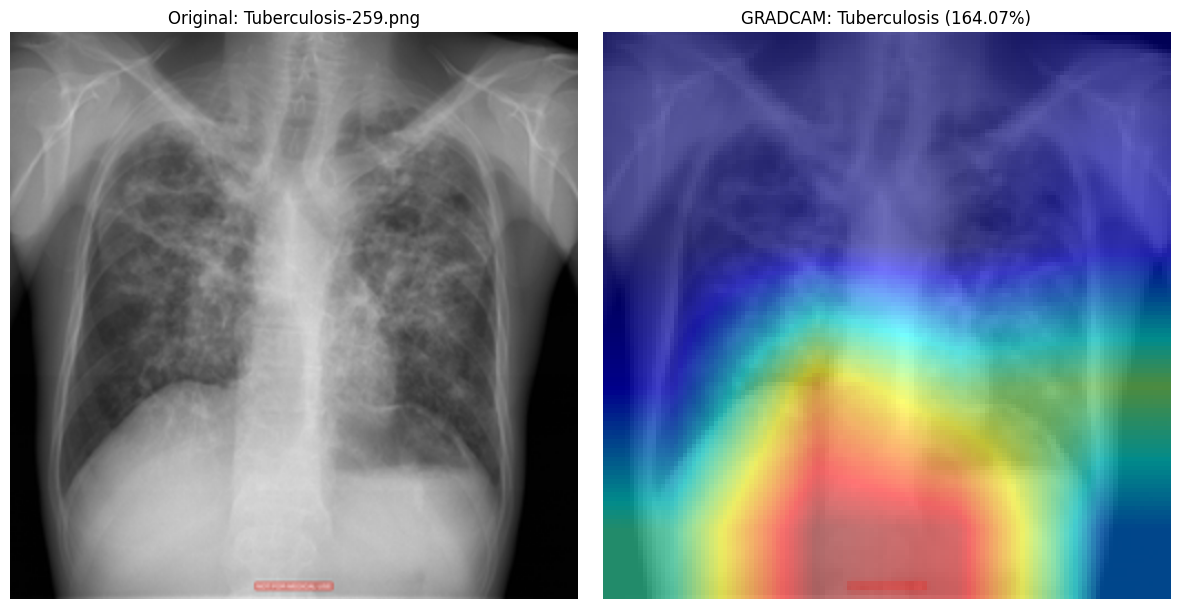 Original: Tuberculosis-259.png
GRADCAM: Tuberculosis (164.07%)
NOT FOR MEDICAL USE